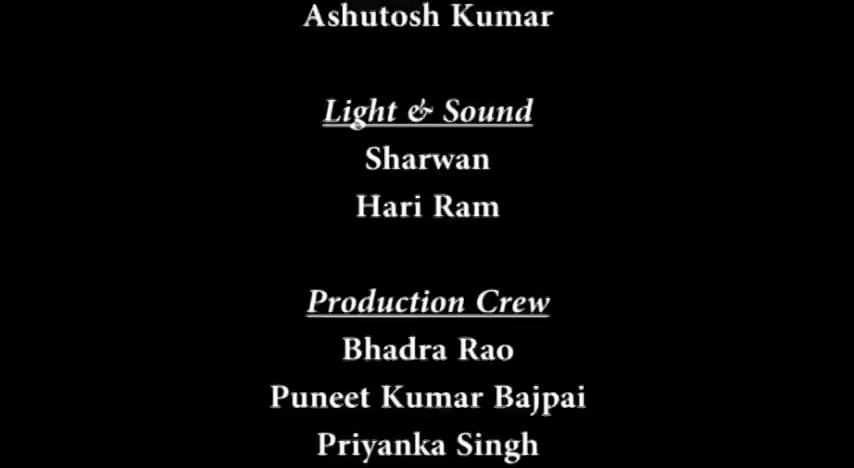 Ashutosh Kumar
Light & Sound
Sharwan
Hari Ram
Production Crew
Bhadra Rao
Puneet Kumar Bajpai
Priyanka Singh